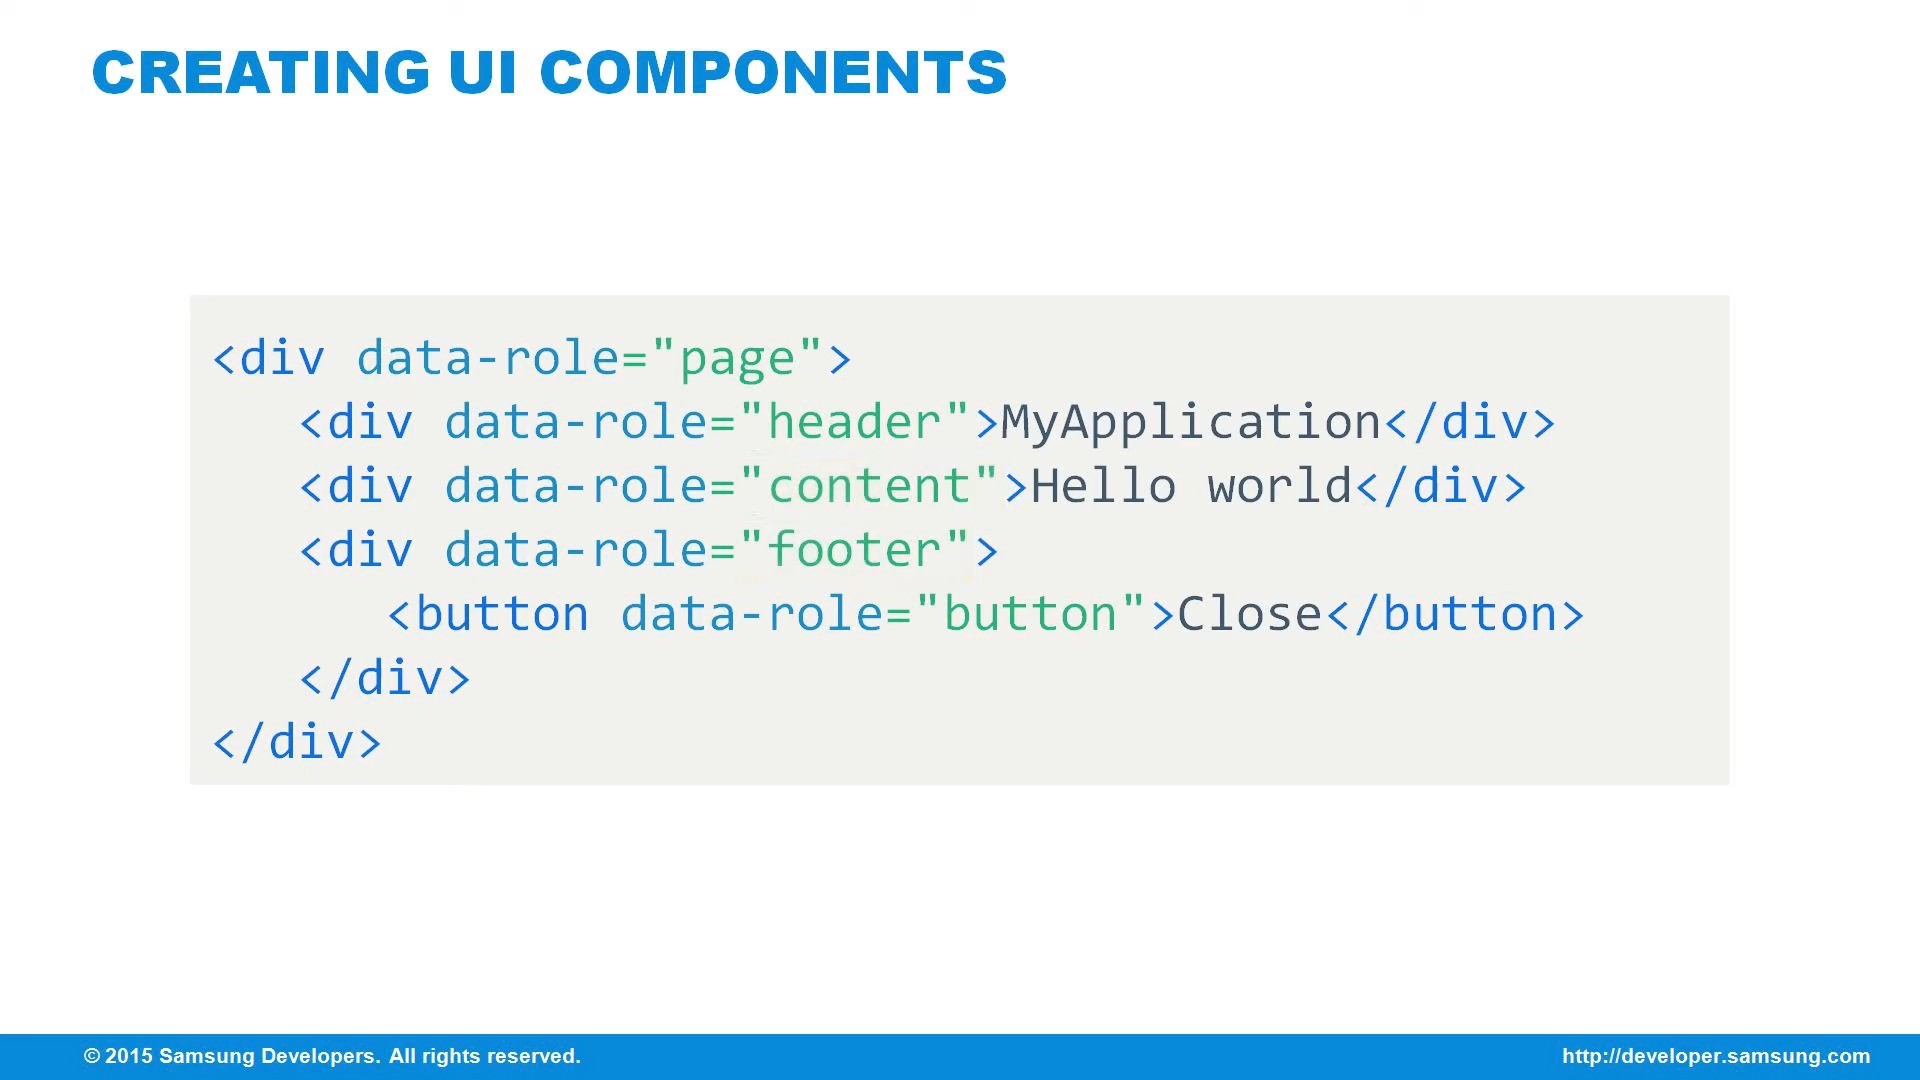 CREATING UI COMPONENTS
<div data-role="page">
<div data-role="header">MyApplication</div>
<div data-role="content">Hello world</div>
<div data-role="footer">
<button data-role="button">Close</button>
</div>
</div>
© 2015 Samsung Developers. All rights reserved.
http://developer.samsung.com